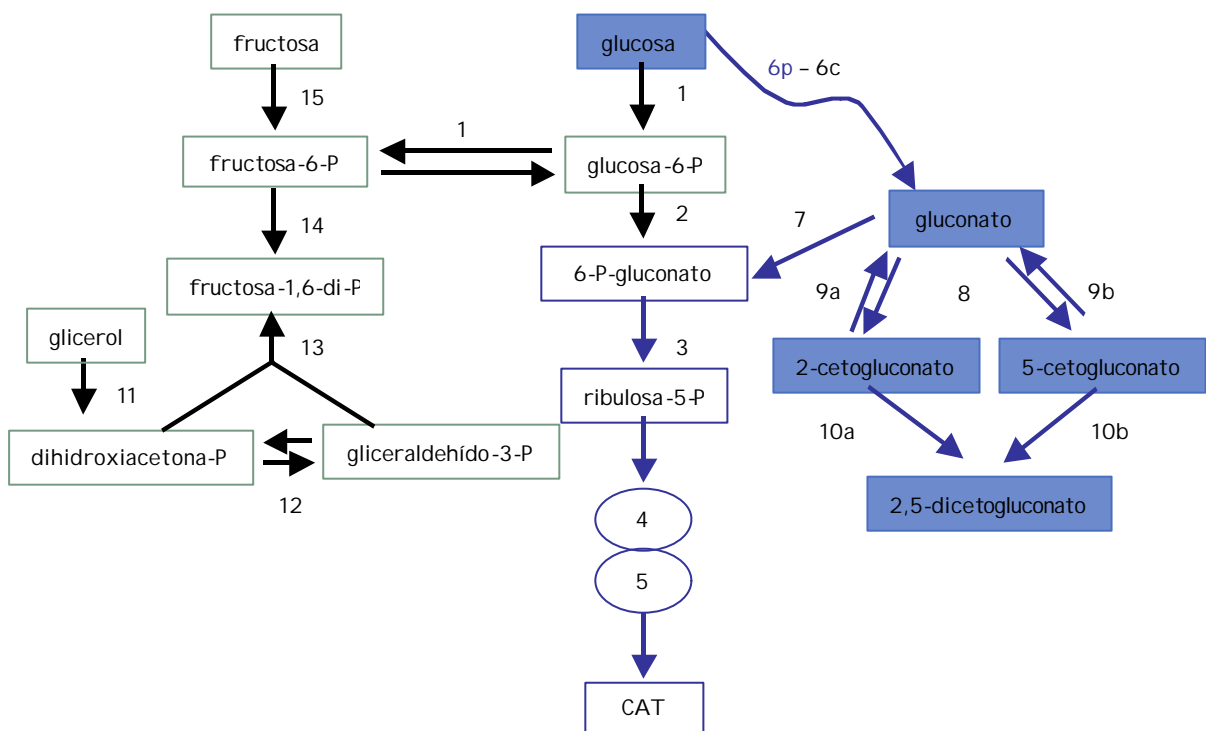 fructosa
glucosa
6p – 6c
15
1
1
fructosa-6-P
glucosa-6-P
14
2
7
gluconato
fructosa-1,6-di-P
6-P-gluconato
9a
8
9b
glicerol
13
3
2-cetogluconato
5-cetogluconato
11
ribulosa-5-P
10a
10b
dihidroxiacetona-P
gliceraldehído-3-P
12
2,5-dicetogluconato
4
5
CAT